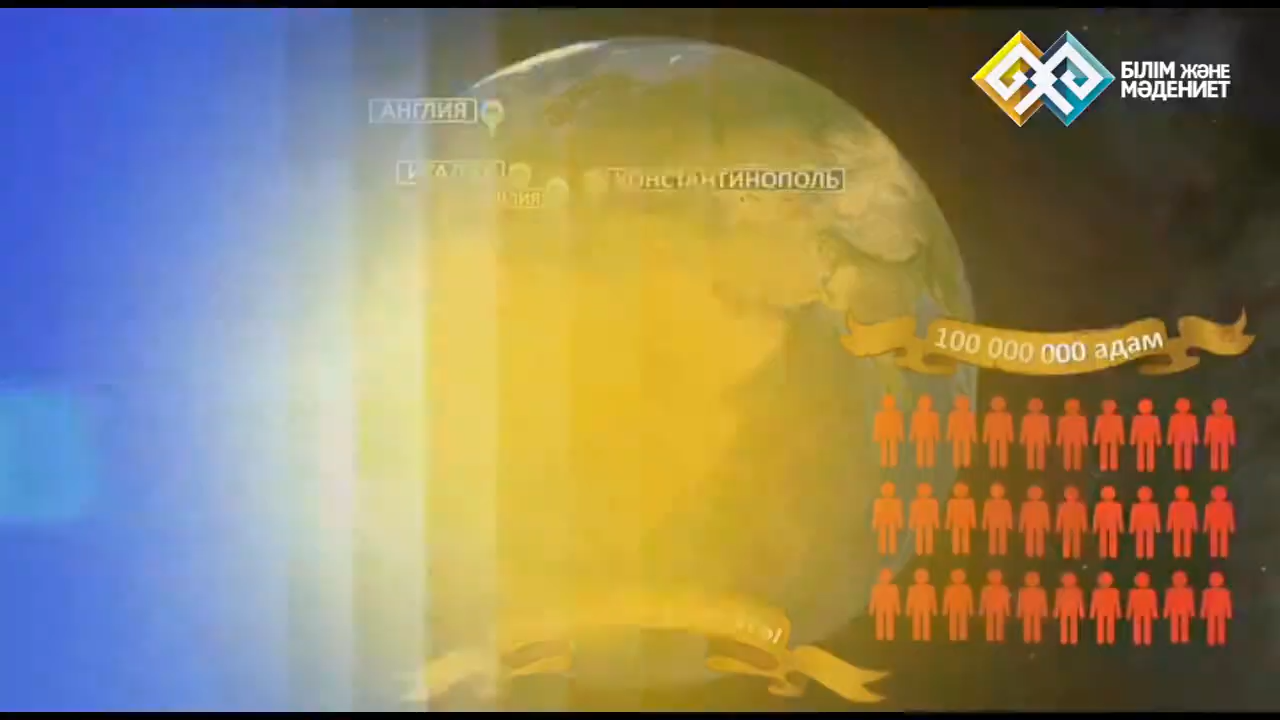 БІЛІМ ЖӘНЕ
МӘДЕНИЕТ
АНГЛИЯ
КОНСТАНТИНОПОЛЬ
100 000 000 адам